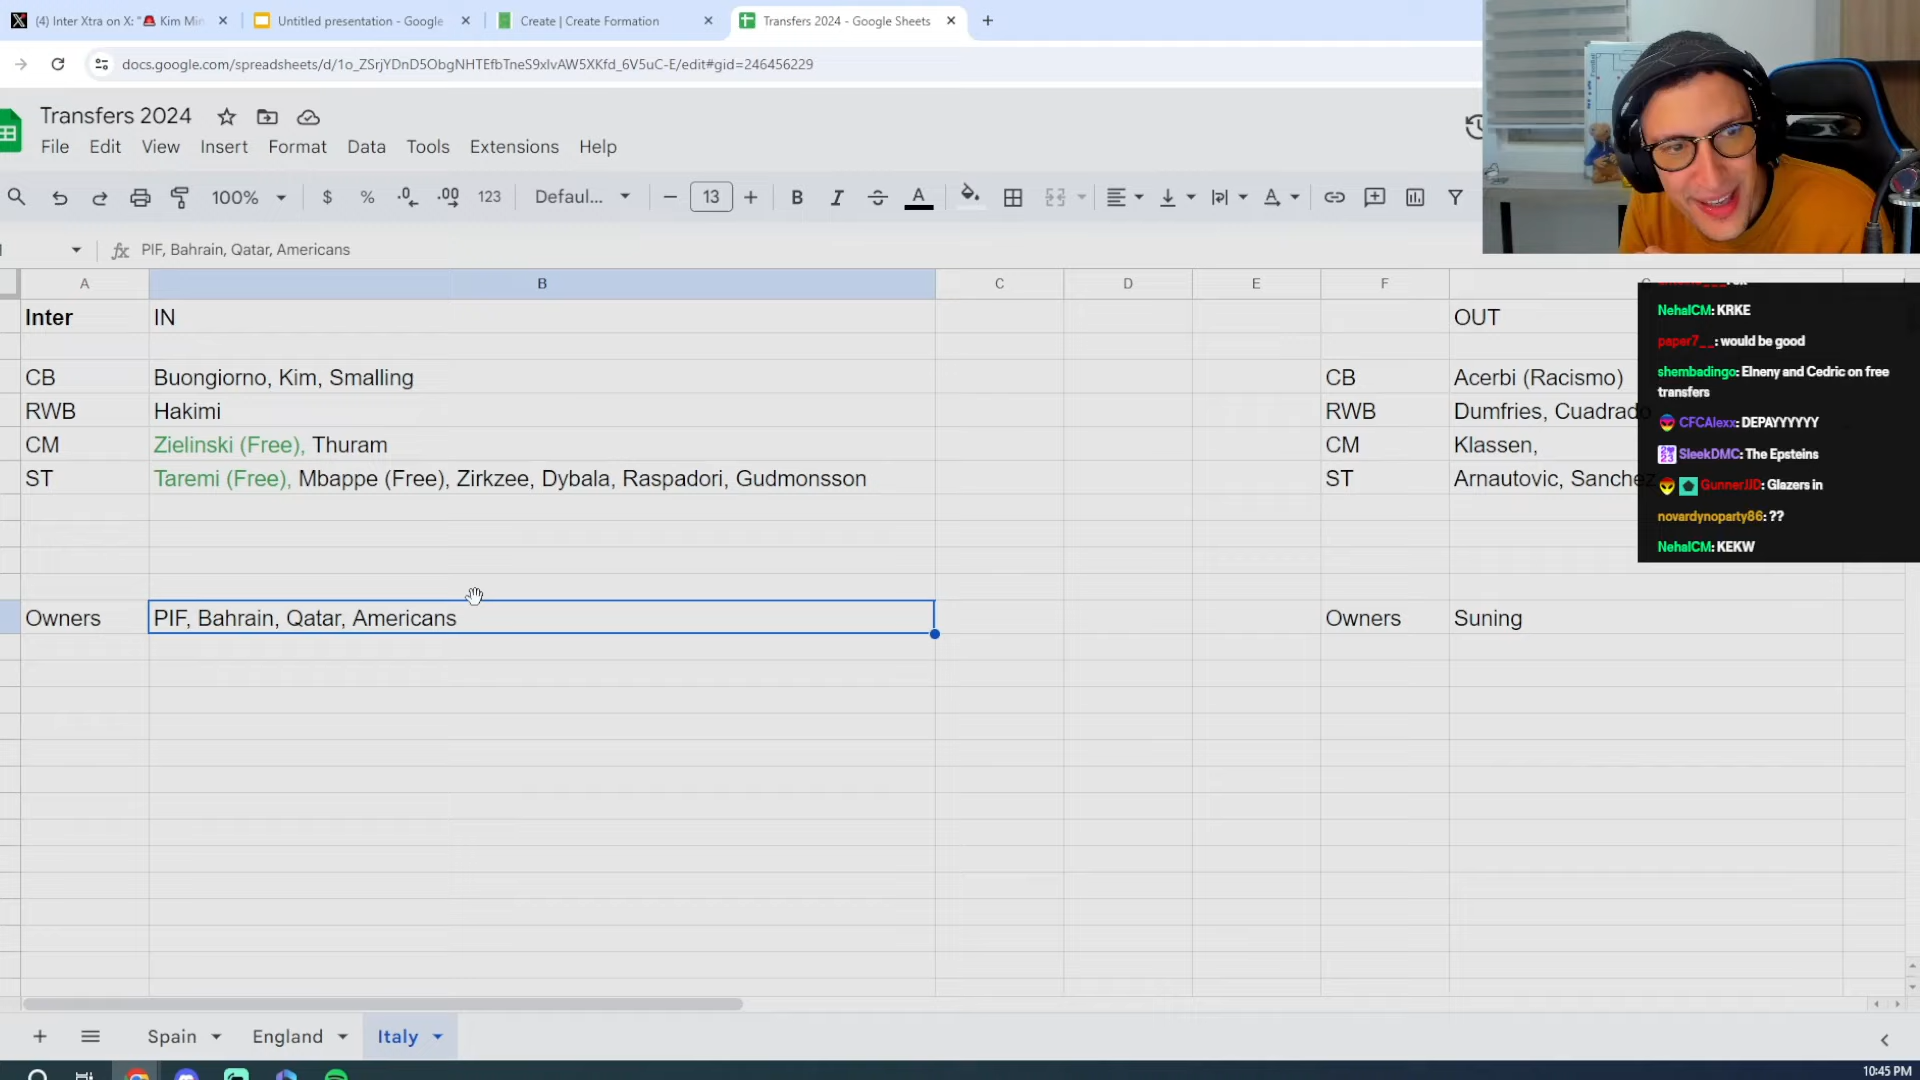 (4) Inter Xtra on X: "🚨 Kim Min
Untitled presentation - Google
Create | Create Formation
Transfers 2024 - Google Sheets
docs.google.com/spreadsheets/d/1o_ZSrjYDnD5ObgNHTEfbTneS9xlvAW5XKfd_6V5uC-E/edit#gid=246456229
Transfers 2024
File Edit View Insert Format Data Tools Extensions Help
100% $ % .0 .00 123 Defaul... 13 B I S A
fx PIF, Bahrain, Qatar, Americans
A B C D E F
Inter IN OUT
CB Buongiorno, Kim, Smalling CB Acerbi (Racismo)
RWB Hakimi RWB Dumfries, Cuadrado
CM Zielinski (Free), Thuram CM Klassen,
ST Taremi (Free), Mbappe (Free), Zirkzee, Dybala, Raspadori, Gudmonsson ST Arnautovic, Sanchez
Owners PIF, Bahrain, Qatar, Americans Owners Suning
NehalCM: KRKE
paper7__: would be good
shembadingo: Elneny and Cedric on free
transfers
CFCAlexx: DEPAYYYYYY
SleekDMC: The Epsteins
GunnerJJD: Glazers in
novardynoparty86: ??
NehalCM: KEKW
Spain England Italy
10:45 PM